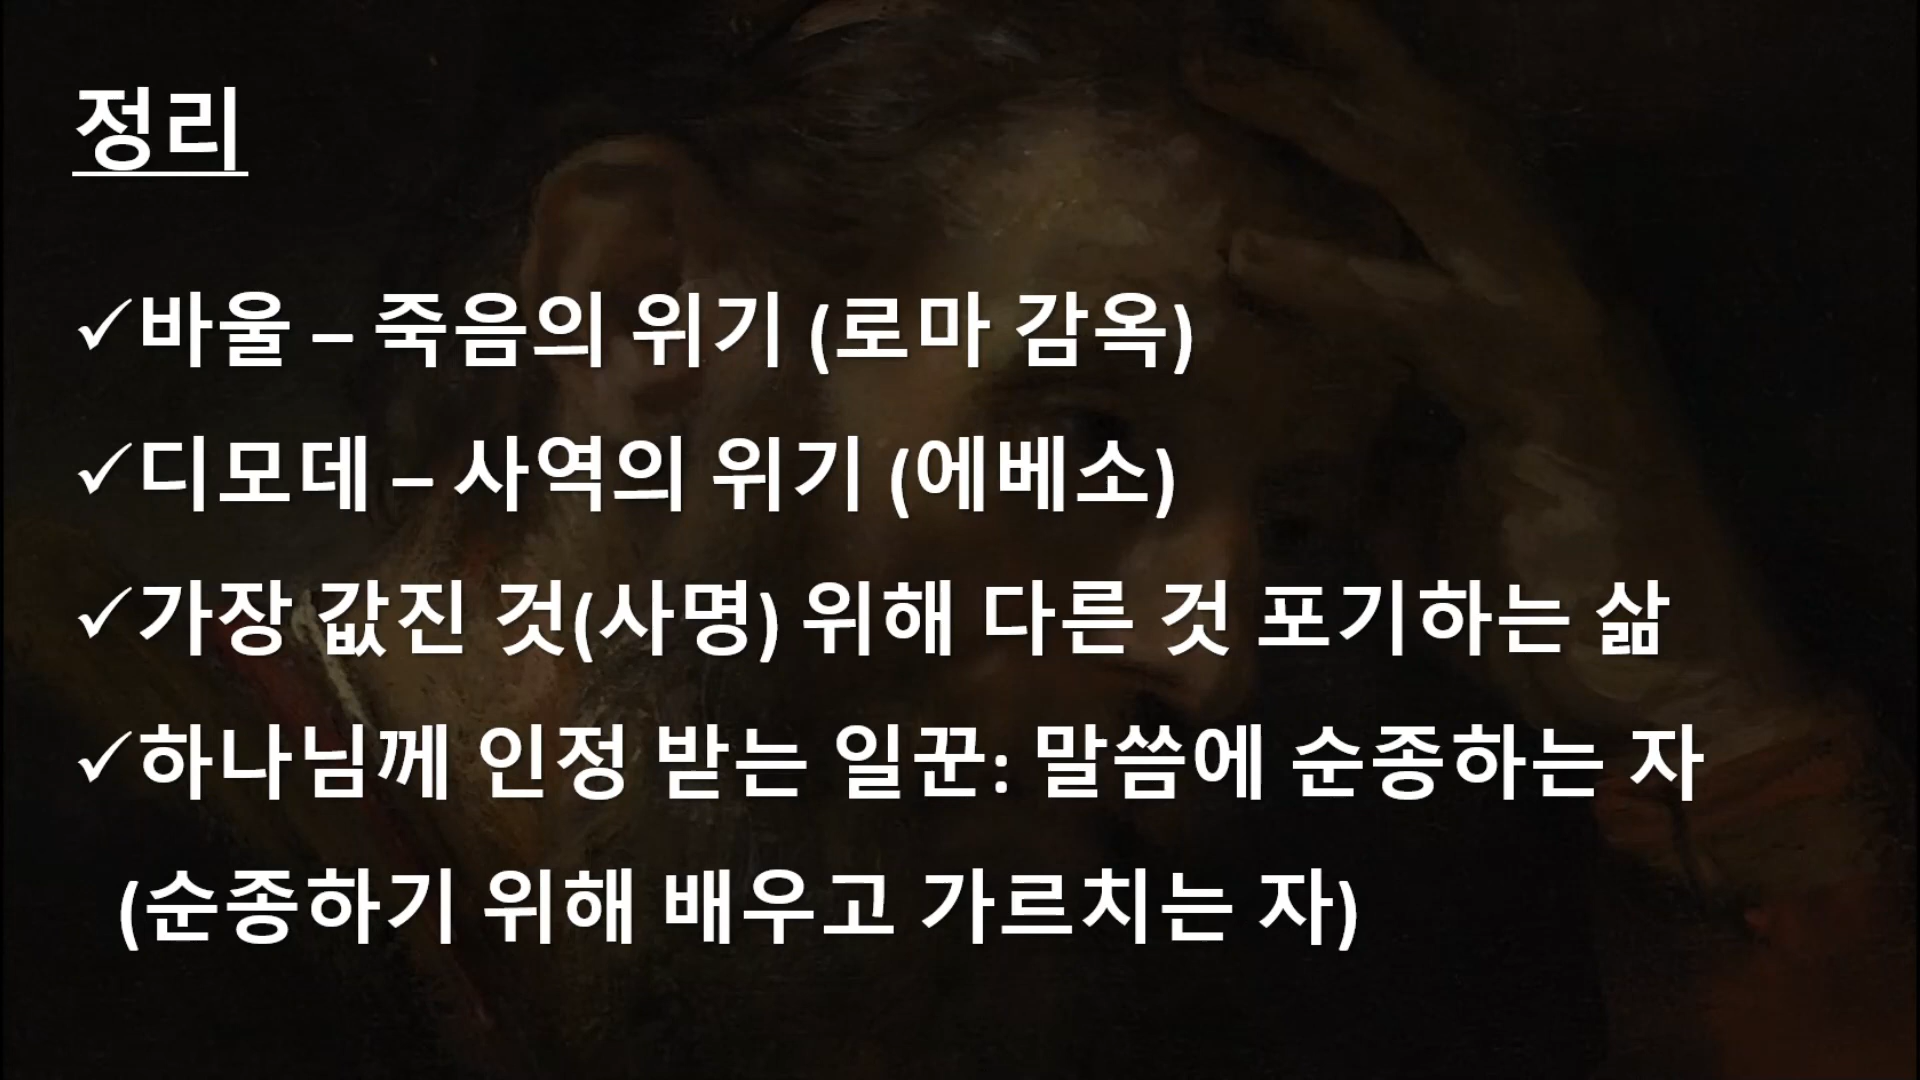 정리
✓바울 – 죽음의 위기 (로마 감옥)
✓디모데 – 사역의 위기 (에베소)
✓가장 값진 것(사명) 위해 다른 것 포기하는 삶
✓하나님께 인정 받는 일꾼: 말씀에 순종하는 자
(순종하기 위해 배우고 가르치는 자)